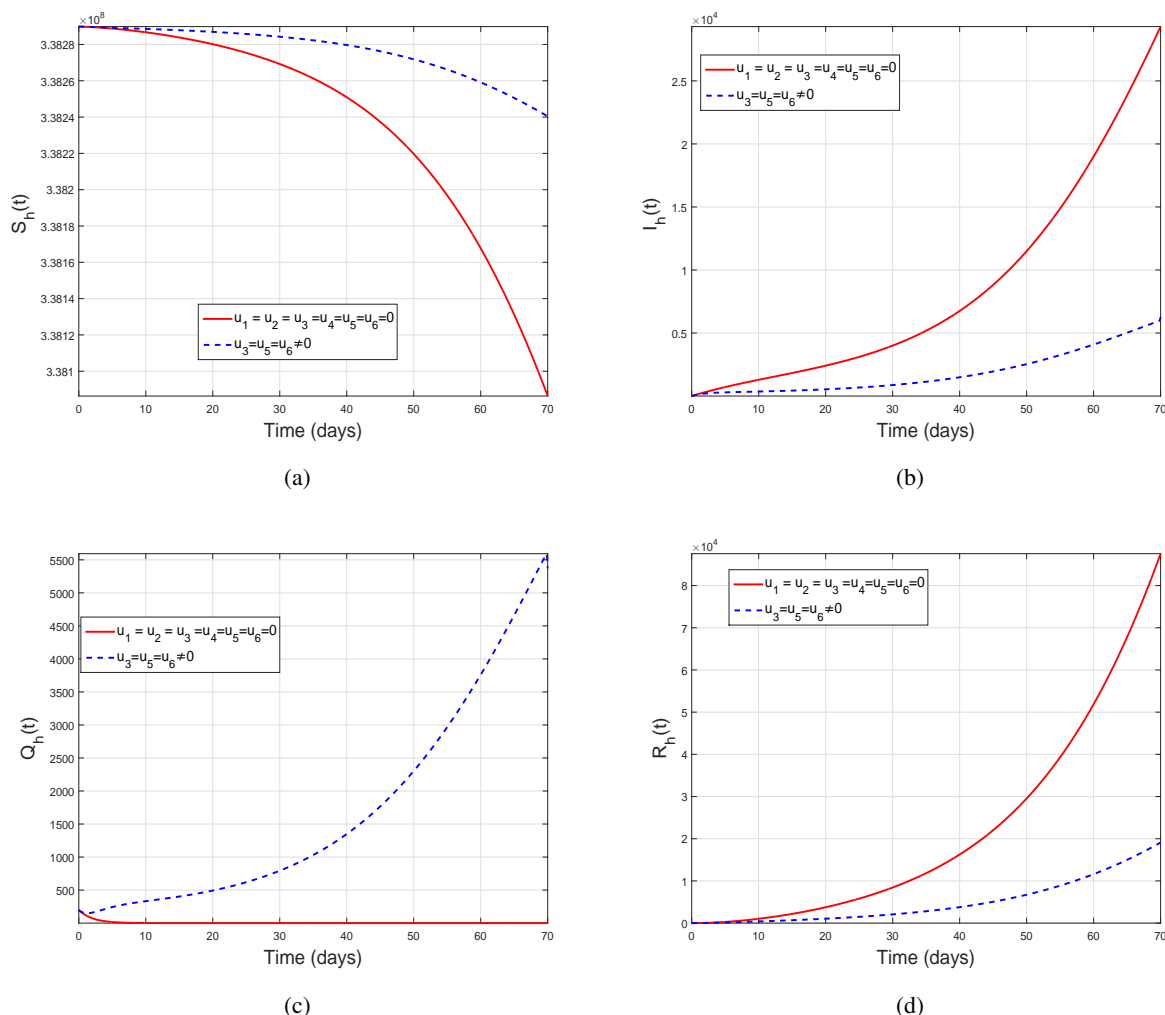 ×10⁸
3.3828
3.3826
3.3824
3.3822
3.382
3.3818
3.3816
3.3814
3.3812
3.381
S_h(t)
u_1 = u_2 = u_3 =u_4=u_5=u_6=0
u_3=u_5=u_6≠0
0 10 20 30 40 50 60 70
Time (days)
(a)
×10⁴
2.5
2
1.5
1
0.5
I_h(t)
u_1 = u_2 = u_3 =u_4=u_5=u_6=0
u_3=u_5=u_6≠0
0 10 20 30 40 50 60 70
Time (days)
(b)
5500
5000
4500
4000
3500
3000
2500
2000
1500
1000
500
Q_h(t)
u_1 = u_2 = u_3 =u_4=u_5=u_6=0
u_3=u_5=u_6≠0
0 10 20 30 40 50 60 70
Time (days)
(c)
×10⁴
8
7
6
5
4
3
2
1
0
R_h(t)
u_1 = u_2 = u_3 =u_4=u_5=u_6=0
u_3=u_5=u_6≠0
0 10 20 30 40 50 60 70
Time (days)
(d)